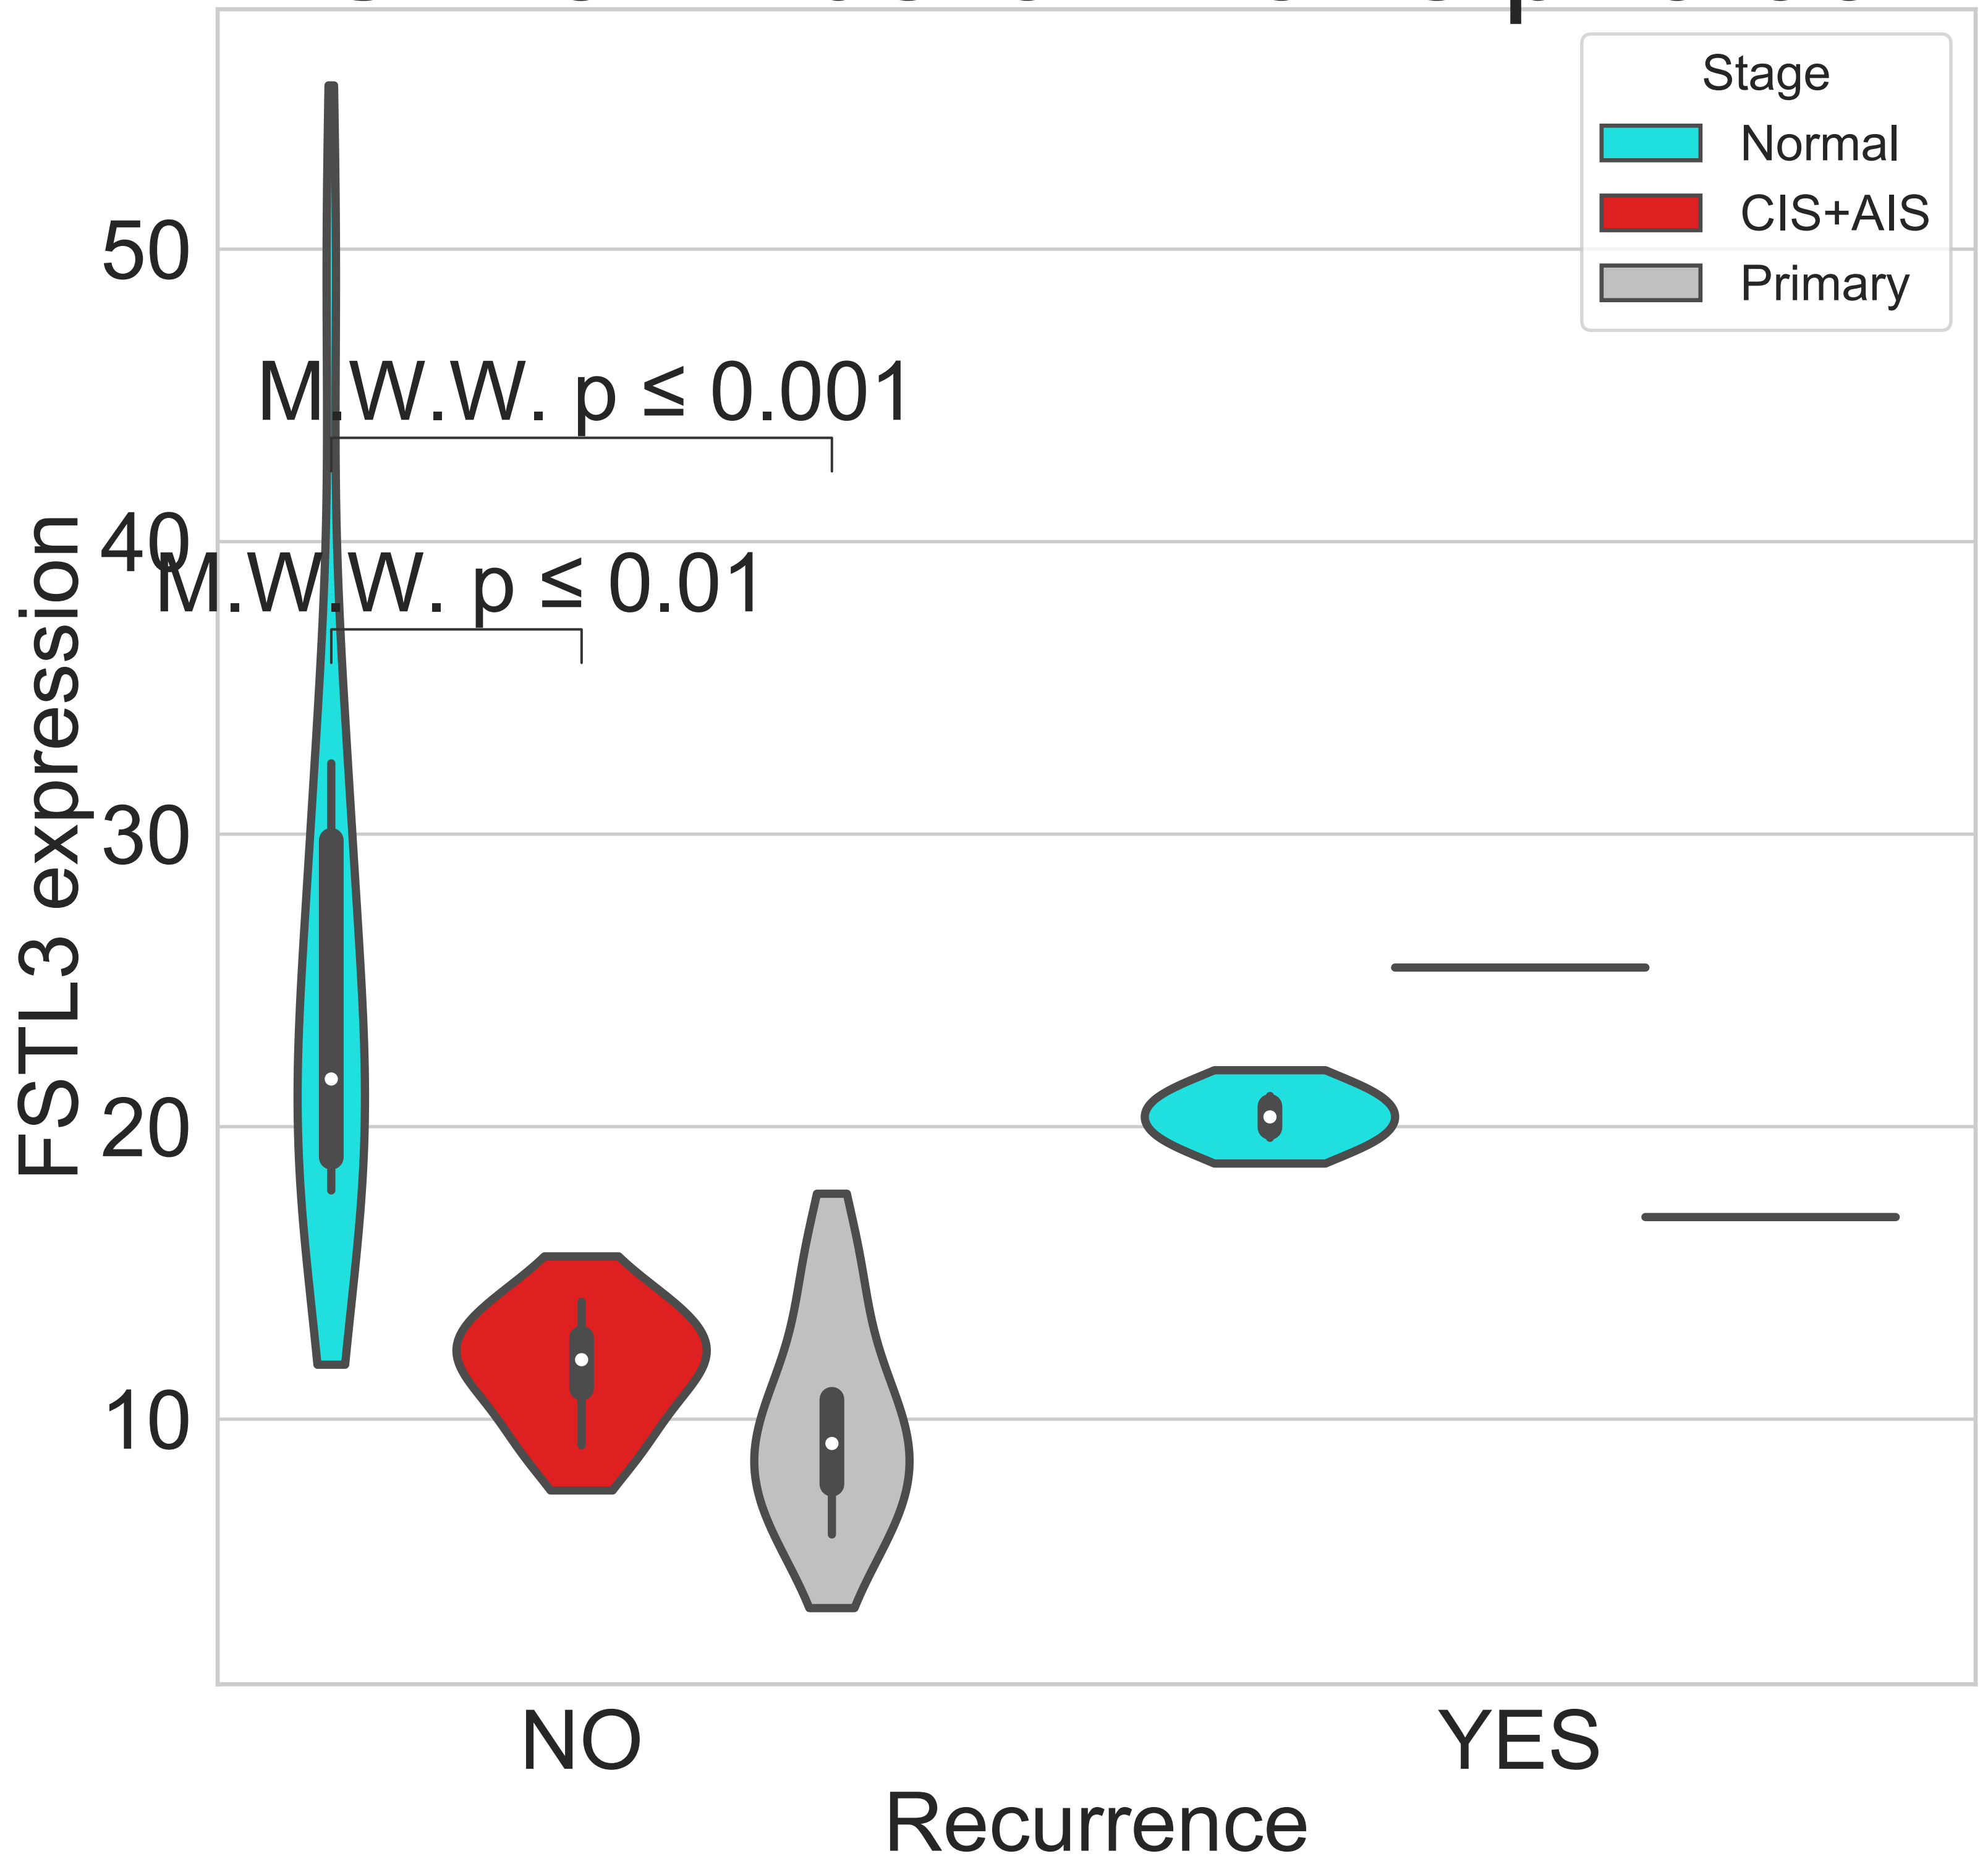 Stage
Normal
CIS+AIS
Primary
50
40
30
20
10
M.W.W. p ≤ 0.001
M.W.W. p ≤ 0.01
FSTL3 expression
NO
YES
Recurrence